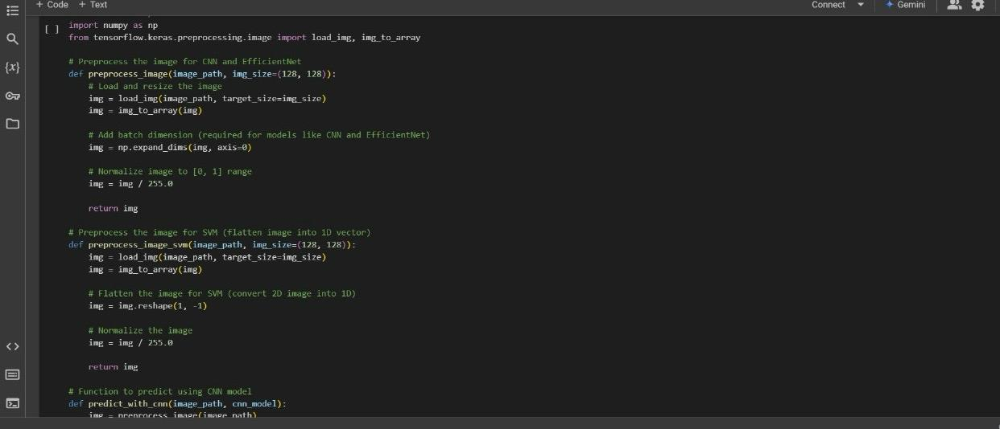 + Code + Text Connect Gemini
[ ] import numpy as np
from tensorflow.keras.preprocessing.image import load_img, img_to_array
# Preprocess the image for CNN and EfficientNet
def preprocess_image(image_path, img_size=(128, 128)):
    # Load and resize the image
    img = load_img(image_path, target_size=img_size)
    img = img_to_array(img)
    # Add batch dimension (required for models like CNN and EfficientNet)
    img = np.expand_dims(img, axis=0)
    # Normalize image to [0, 1] range
    img = img / 255.0
    return img
# Preprocess the image for SVM (flatten image into 1D vector)
def preprocess_image_svm(image_path, img_size=(128, 128)):
    img = load_img(image_path, target_size=img_size)
    img = img_to_array(img)
    # Flatten the image for SVM (convert 2D image into 1D)
    img = img.reshape(1, -1)
    # Normalize the image
    img = img / 255.0
    return img
# Function to predict using CNN model
def predict_with_cnn(image_path, cnn_model):
    img = preprocess_image(image_path)